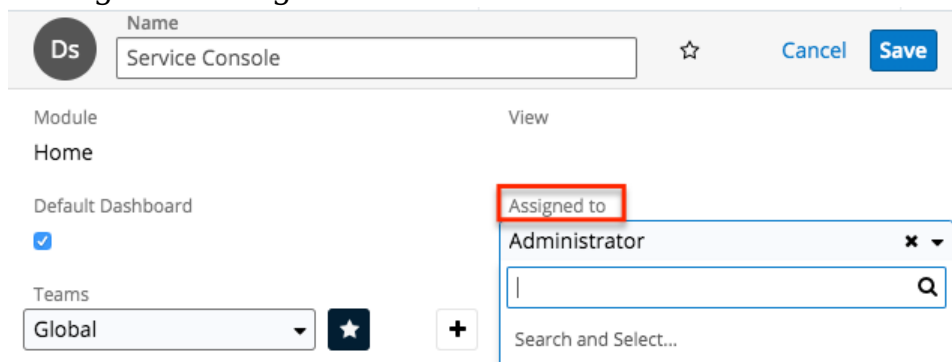 Name
Ds
Service Console
Cancel
Save
Module
View
Home
Default Dashboard
Assigned to
Administrator
Teams
Global
Search and Select...